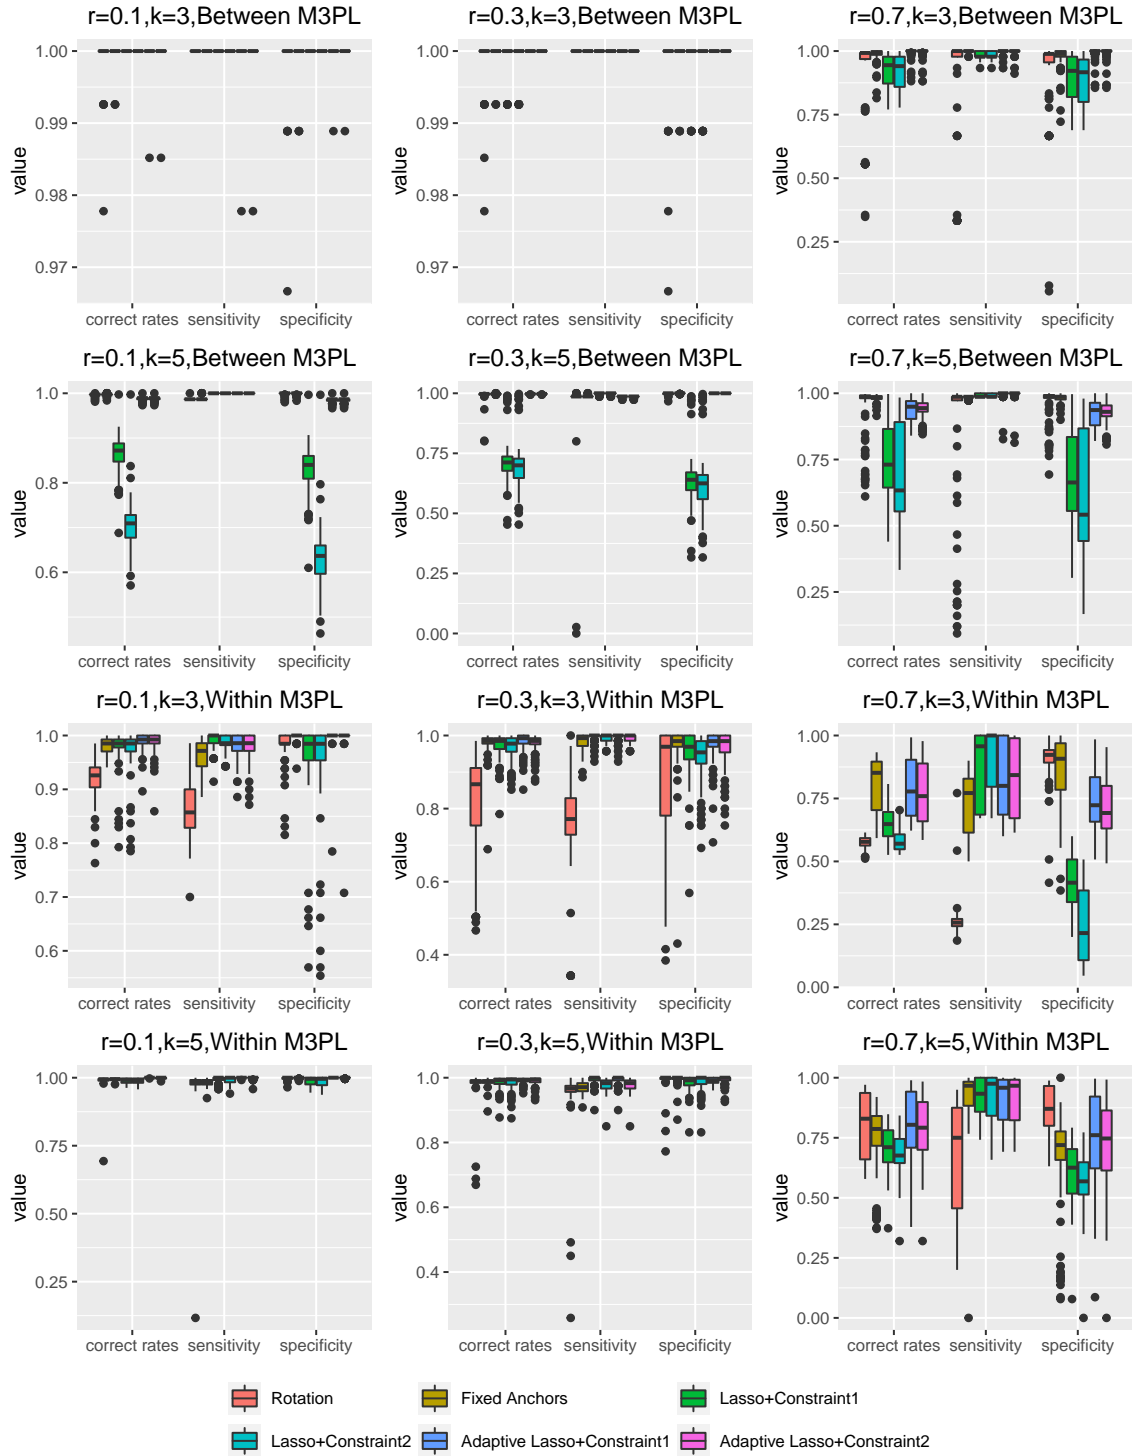 r=0.1,k=3,Between M3PL
r=0.3,k=3,Between M3PL
r=0.7,k=3,Between M3PL
value
1.00
0.99
0.98
0.97
correct rates
sensitivity
specificity
value
1.00
0.99
0.98
0.97
correct rates
sensitivity
specificity
value
1.00
0.75
0.50
0.25
correct rates
sensitivity
specificity
r=0.1,k=5,Between M3PL
r=0.3,k=5,Between M3PL
r=0.7,k=5,Between M3PL
value
1.0
0.8
0.6
correct rates
sensitivity
specificity
value
1.00
0.75
0.50
0.25
0.00
correct rates
sensitivity
specificity
value
1.00
0.75
0.50
0.25
correct rates
sensitivity
specificity
r=0.1,k=3,Within M3PL
r=0.3,k=3,Within M3PL
r=0.7,k=3,Within M3PL
value
1.0
0.9
0.8
0.7
0.6
correct rates
sensitivity
specificity
value
1.0
0.8
0.6
0.4
correct rates
sensitivity
specificity
value
1.00
0.75
0.50
0.25
0.00
correct rates
sensitivity
specificity
r=0.1,k=5,Within M3PL
r=0.3,k=5,Within M3PL
r=0.7,k=5,Within M3PL
value
1.00
0.75
0.50
0.25
correct rates
sensitivity
specificity
value
1.0
0.8
0.6
0.4
correct rates
sensitivity
specificity
value
1.00
0.75
0.50
0.25
0.00
correct rates
sensitivity
specificity
Rotation
Fixed Anchors
Lasso+Constraint1
Lasso+Constraint2
Adaptive Lasso+Constraint1
Adaptive Lasso+Constraint2